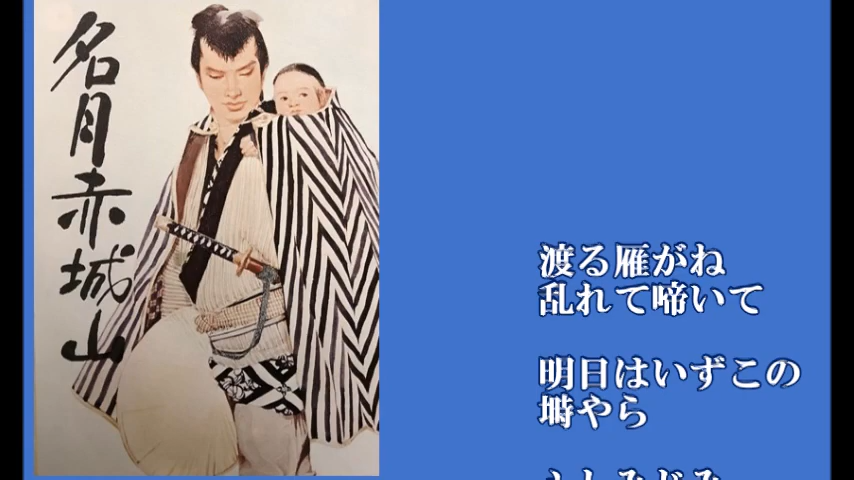 名月赤城山
渡る雁がね
乱れて啼いて
明日はいずこの
塒やら